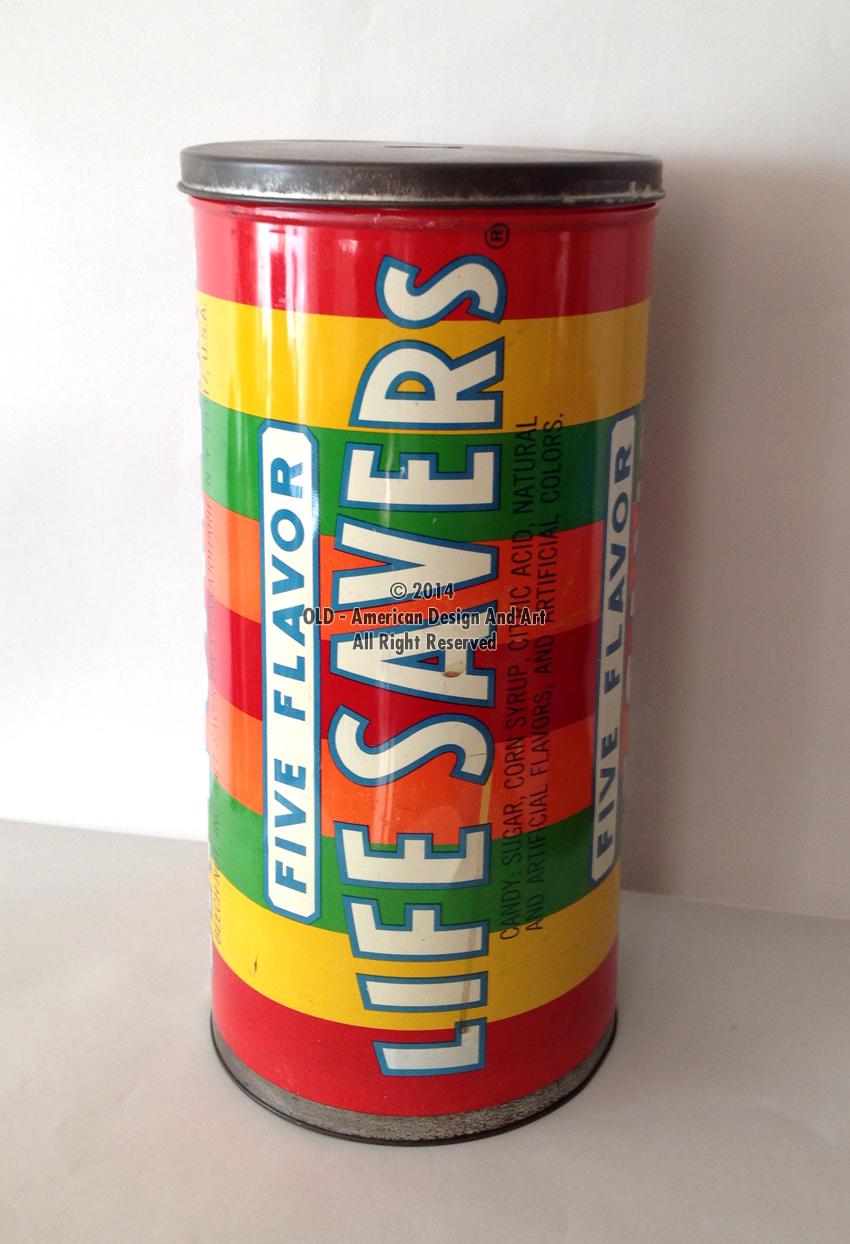 FIVE FLAVOR
LIFE SAVERS®
CANDY: SUGAR, CORN SYRUP, CITRIC ACID, NATURAL
AND ARTIFICIAL FLAVORS, AND ARTIFICIAL COLORS.
FIVE FLAVOR
U.S.A.
© 2014
OLD - American Design And Art
All Right Reserved